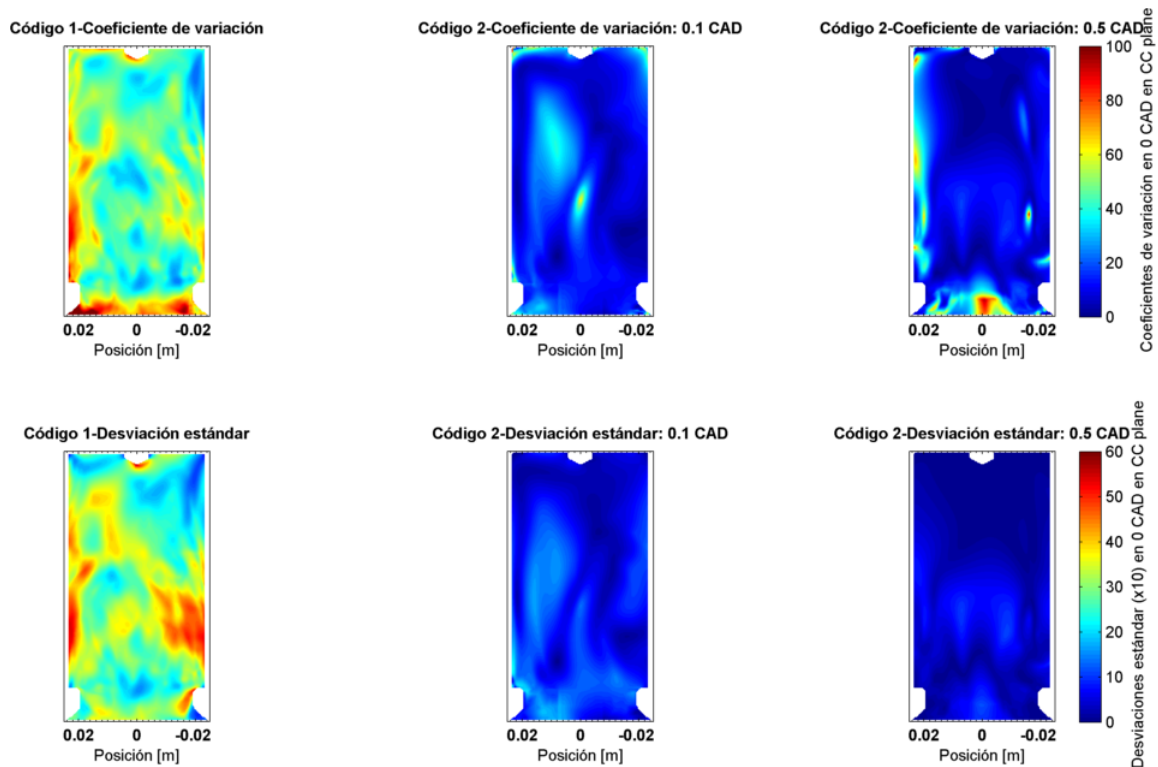 Código 1-Coeficiente de variación
Código 2-Coeficiente de variación: 0.1 CAD
Código 2-Coeficiente de variación: 0.5 CAD
100
80
60
40
20
0
Coeficientes de variación en 0 CAD en CC plane
0.02 0 -0.02
Posición [m]
0.02 0 -0.02
Posición [m]
0.02 0 -0.02
Posición [m]
Código 1-Desviación estándar
Código 2-Desviación estándar: 0.1 CAD
Código 2-Desviación estándar: 0.5 CAD
60
50
40
30
20
10
0
Desviaciones estándar (x10) en 0 CAD en CC plane
0.02 0 -0.02
Posición [m]
0.02 0 -0.02
Posición [m]
0.02 0 -0.02
Posición [m]